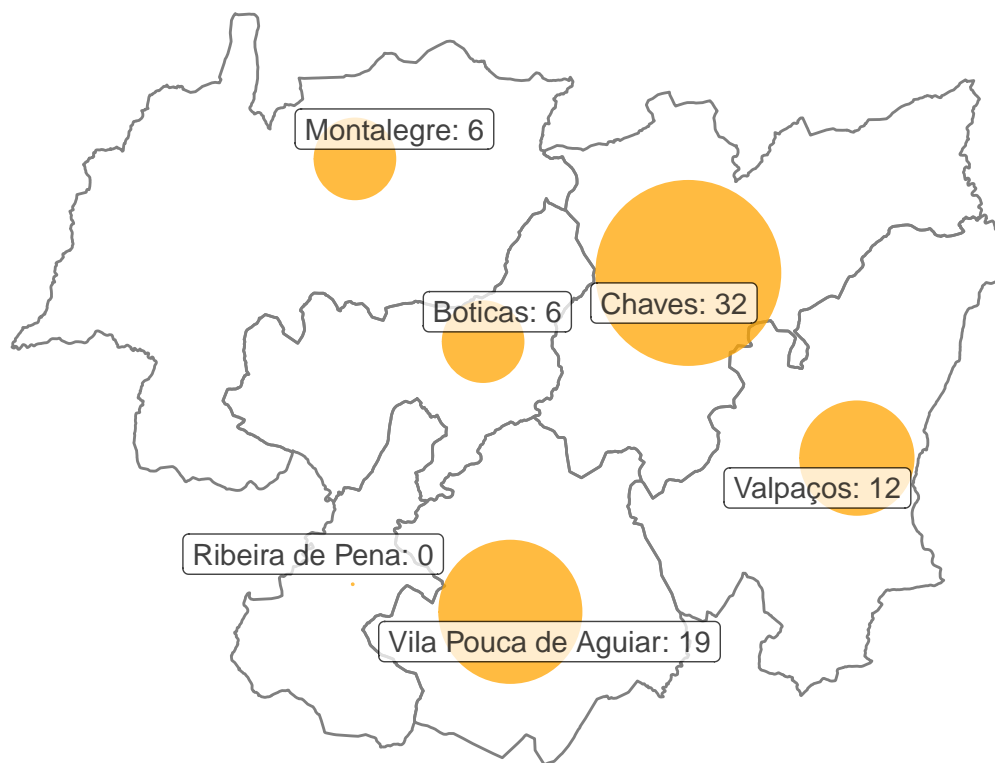 Montalegre: 6
Chaves: 32
Boticas: 6
Valpaços: 12
Ribeira de Pena: 0
Vila Pouca de Aguiar: 19